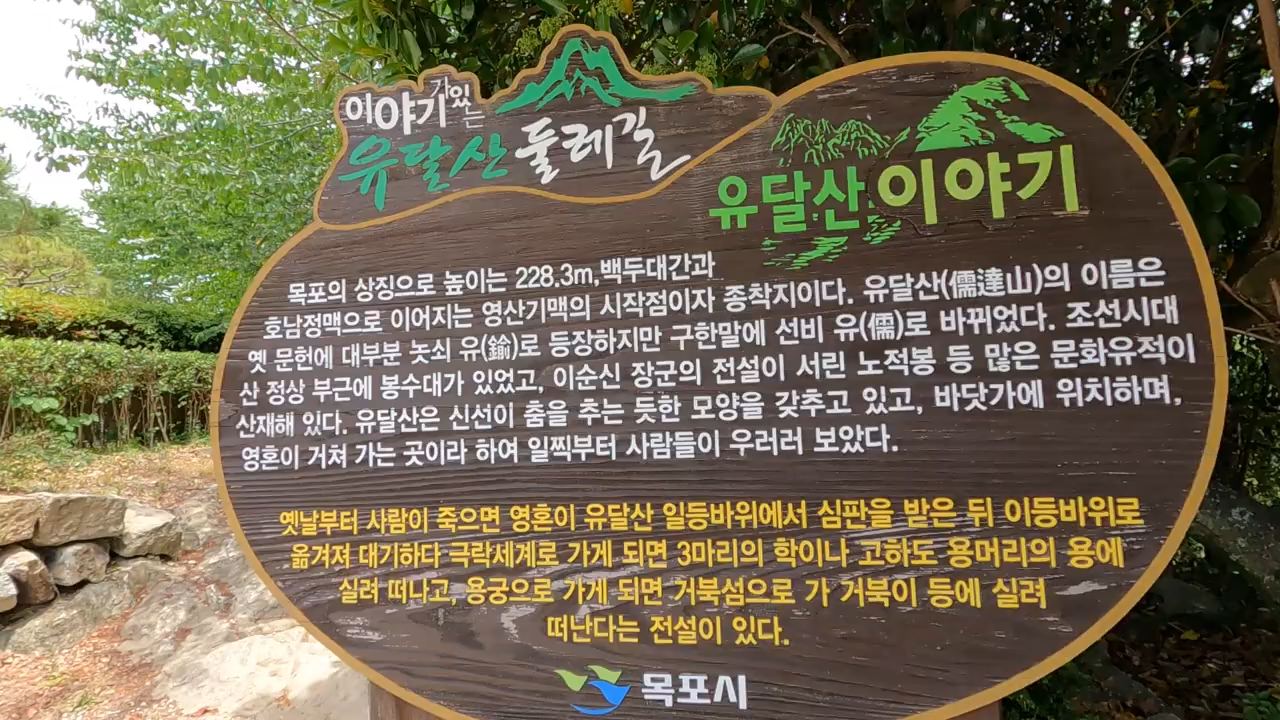 이야기가 있는
유달산 둘레길
유달산 이야기
목포의 상징으로 높이는 228.3m,백두대간과
호남정맥으로 이어지는 영산기맥의 시작점이자 종착지이다. 유달산(儒達山)의 이름은
옛 문헌에 대부분 놋쇠 유(鍮)로 등장하지만 구한말에 선비 유(儒)로 바뀌었다. 조선시대
산 정상 부근에 봉수대가 있었고, 이순신 장군의 전설이 서린 노적봉 등 많은 문화유적이
산재해 있다. 유달산은 신선이 춤을 추는 듯한 모양을 갖추고 있고, 바닷가에 위치하며,
영혼이 거쳐 가는 곳이라 하여 일찍부터 사람들이 우러러 보았다.
옛날부터 사람이 죽으면 영혼이 유달산 일등바위에서 심판을 받은 뒤 이등바위로
옮겨져 대기하다 극락세계로 가게 되면 3마리의 학이나 고하도 용머리의 용에
실려 떠나고, 용궁으로 가게 되면 거북섬으로 가 거북이 등에 실려
떠난다는 전설이 있다.
목포시